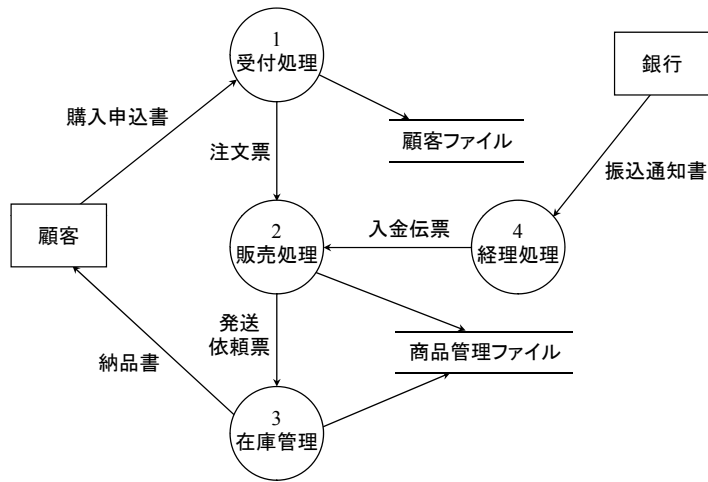 1
受付処理
銀行
購入申込書
顧客ファイル
注文票
振込通知書
顧客
2
販売処理
入金伝票
4
経理処理
発送
依頼票
商品管理ファイル
納品書
3
在庫管理